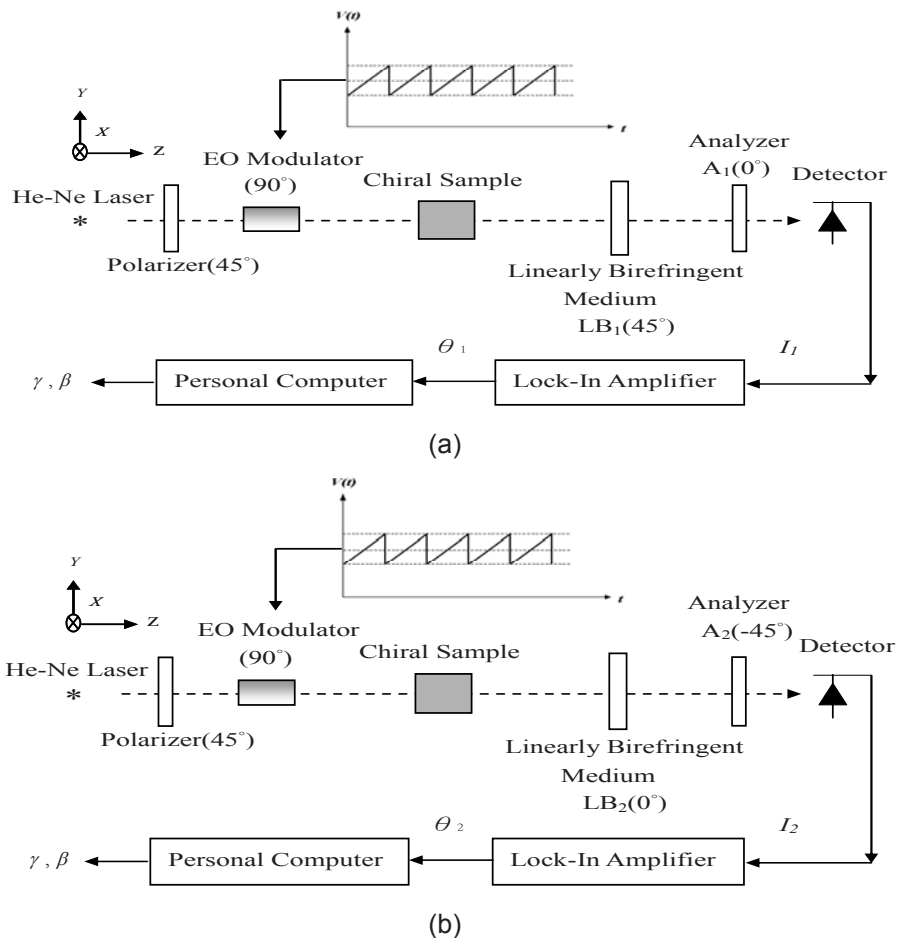 V(t)
t
Y
X
Z
He-Ne Laser
*
Polarizer(45°)
EO Modulator
(90°)
Chiral Sample
Linearly Birefringent
Medium
LB₁(45°)
Analyzer
A₁(0°)
Detector
γ , β
Personal Computer
θ ₁
Lock-In Amplifier
I₁
(a)
V(t)
t
Y
X
Z
He-Ne Laser
*
Polarizer(45°)
EO Modulator
(90°)
Chiral Sample
Linearly Birefringent
Medium
LB₂(0°)
Analyzer
A₂(-45°)
Detector
γ , β
Personal Computer
θ ₂
Lock-In Amplifier
I₂
(b)